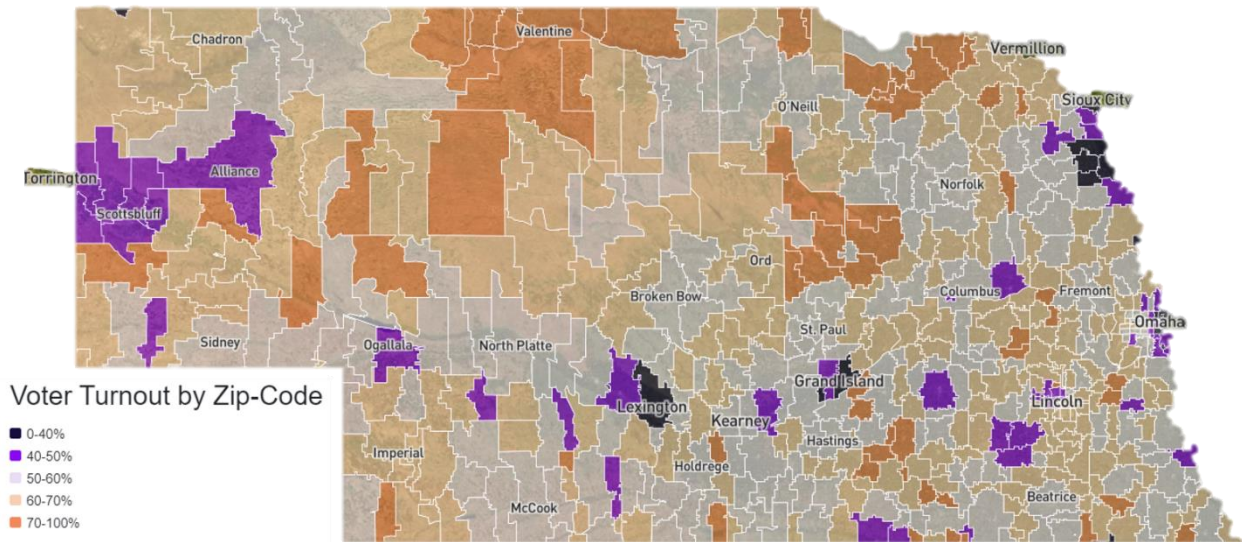 Chadron
Valentine
Vermillion
Sioux City
O'Neill
Alliance
Torrington
Scottsbluff
Norfolk
Ord
Broken Bow
Columbus
Fremont
Omaha
Sidney
Ogallala
North Platte
St. Paul
Voter Turnout by Zip-Code
0-40%
40-50%
50-60%
60-70%
70-100%
Grand Island
Lexington
Lincoln
Kearney
Hastings
Imperial
Holdrege
Beatrice
McCook